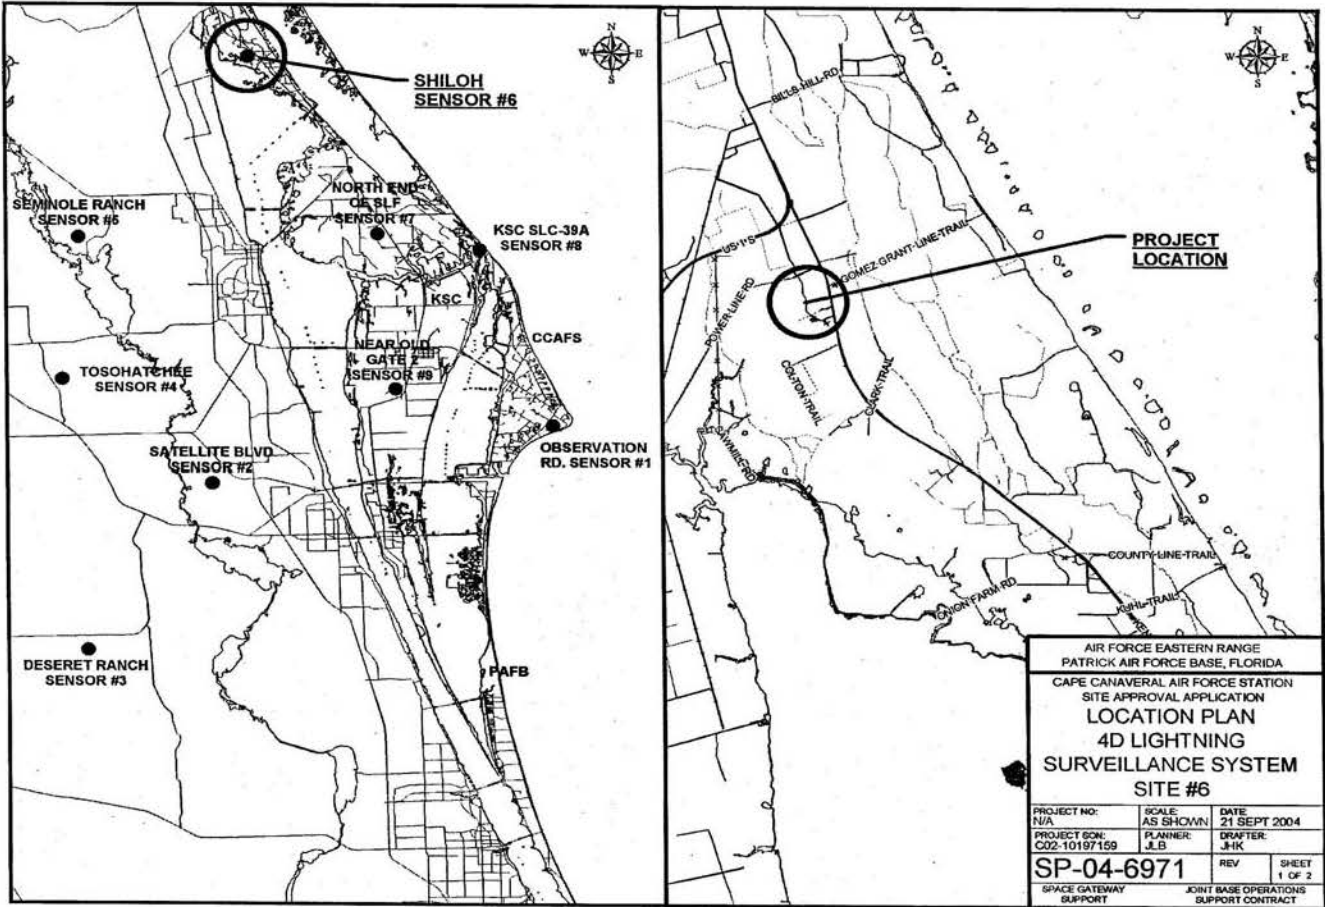 N
W E
S
SHILOH
SENSOR #6
SEMINOLE RANCH
SENSOR #5
NORTH END
OF SLF
SENSOR #7
KSC SLC-39A
SENSOR #8
KSC
CCAFS
NEAR OLD
GATE 2
SENSOR #9
TOSOHATCHEE
SENSOR #4
OBSERVATION
RD. SENSOR #1
SATELLITE BLVD
SENSOR #2
DESERET RANCH
SENSOR #3
PAFB
N
W E
S
BILLS-HILL-RD
US-1-S
GOMEZ-GRANT-LINE-TRAIL
PROJECT
LOCATION
POWER-LINE-RD
COLTON-TRAIL
CLARK-TRAIL
SAWMILL-RD
COUNTY-LINE-TRAIL
ONION FARM RD
KUHL-TRAIL
AIR FORCE EASTERN RANGE
PATRICK AIR FORCE BASE, FLORIDA
CAPE CANAVERAL AIR FORCE STATION
SITE APPROVAL APPLICATION
LOCATION PLAN
4D LIGHTNING
SURVEILLANCE SYSTEM
SITE #6
PROJECT NO: SCALE: DATE
N/A AS SHOWN 21 SEPT 2004
PROJECT SON: PLANNER: DRAFTER:
C02-10197159 JLB JHK
SP-04-6971 REV SHEET
1 OF 2
SPACE GATEWAY JOINT BASE OPERATIONS
SUPPORT SUPPORT CONTRACT